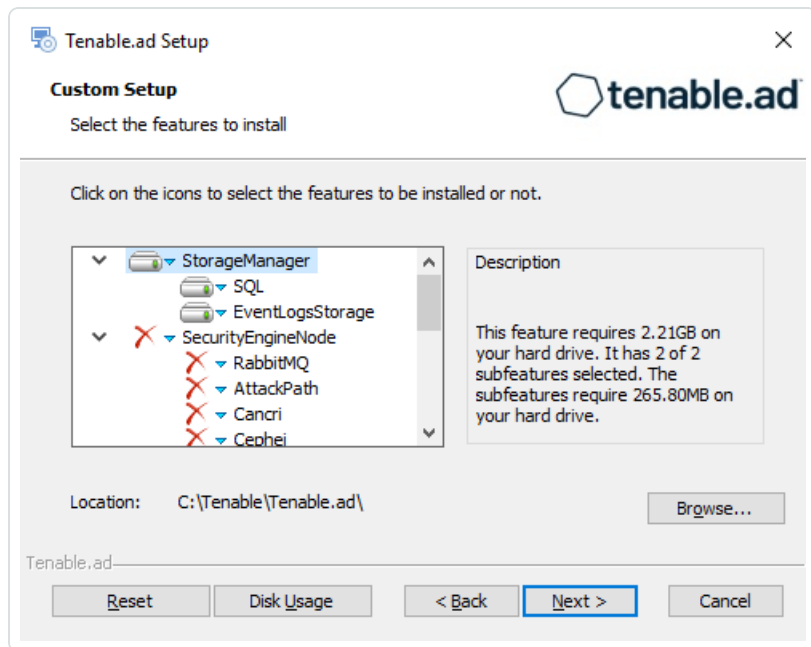 Tenable.ad Setup
Custom Setup
tenable.ad
Select the features to install
Click on the icons to select the features to be installed or not.
StorageManager
SQL
EventLogsStorage
SecurityEngineNode
RabbitMQ
AttackPath
Cancri
Cephei
Description
This feature requires 2.21GB on
your hard drive. It has 2 of 2
subfeatures selected. The
subfeatures require 265.80MB on
your hard drive.
Location: C:\Tenable\Tenable.ad\
Browse...
Tenable.ad
Reset Disk Usage < Back Next > Cancel